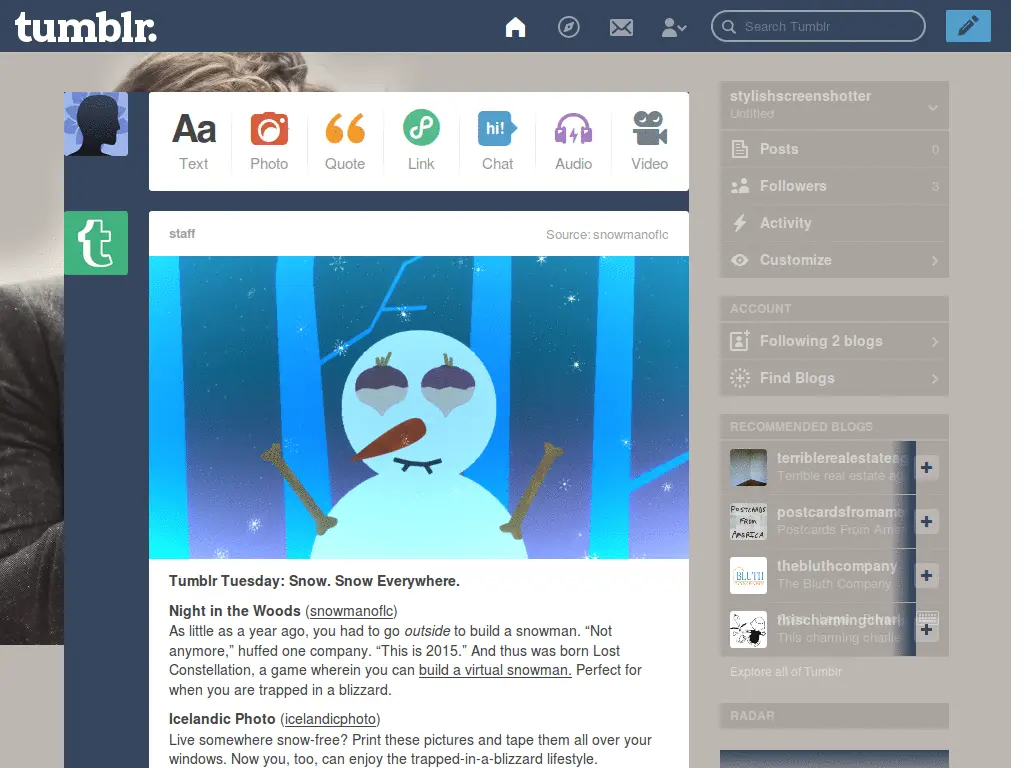 tumblr.
Search Tumblr
Aa
hi!
Text
Photo
Quote
Link
Chat
Audio
Video
staff
Source: snowmanoflc
Tumblr Tuesday: Snow. Snow Everywhere.
Night in the Woods (snowmanoflc)
As little as a year ago, you had to go outside to build a snowman. “Not
anymore,” huffed one company. “This is 2015.” And thus was born Lost
Constellation, a game wherein you can build a virtual snowman. Perfect for
when you are trapped in a blizzard.
Icelandic Photo (icelandicphoto)
Live somewhere snow-free? Print these pictures and tape them all over your
windows. Now you, too, can enjoy the trapped-in-a-blizzard lifestyle.
stylishscreenshotter
Untitled
Posts 0
Followers 3
Activity
Customize
ACCOUNT
Following 2 blogs
Find Blogs
RECOMMENDED BLOGS
terriblerealestateag
Terrible real estate ag
POSTCARDS
FROM
AMERICA
postcardsfromame
Postcards From Amer
BLUTH
thebluthcompany
The Bluth Company
thischarmingcharl
This charming charlie
Explore all of Tumblr
RADAR